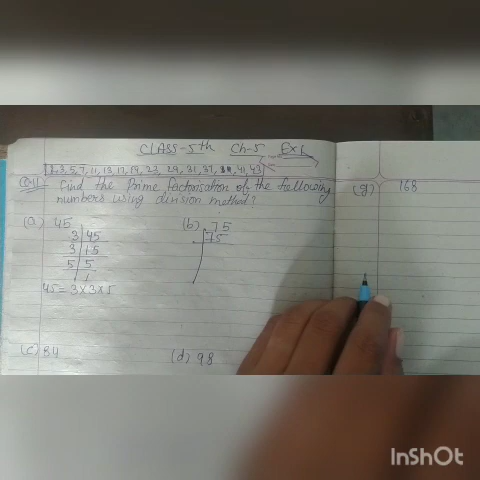 CLASS-5th Ch-5 Ex1
2,3,5,7,11,13,17,19,23,29,31,37,41,43
Q.1) Find the Prime Factorisation of the following
numbers using division method?
(a) 45
3 | 45
3 | 15
5 | 5
1
45 = 3×3×5
(b) 75
75
(c) 84
(d) 98
(g) 168
InShOt